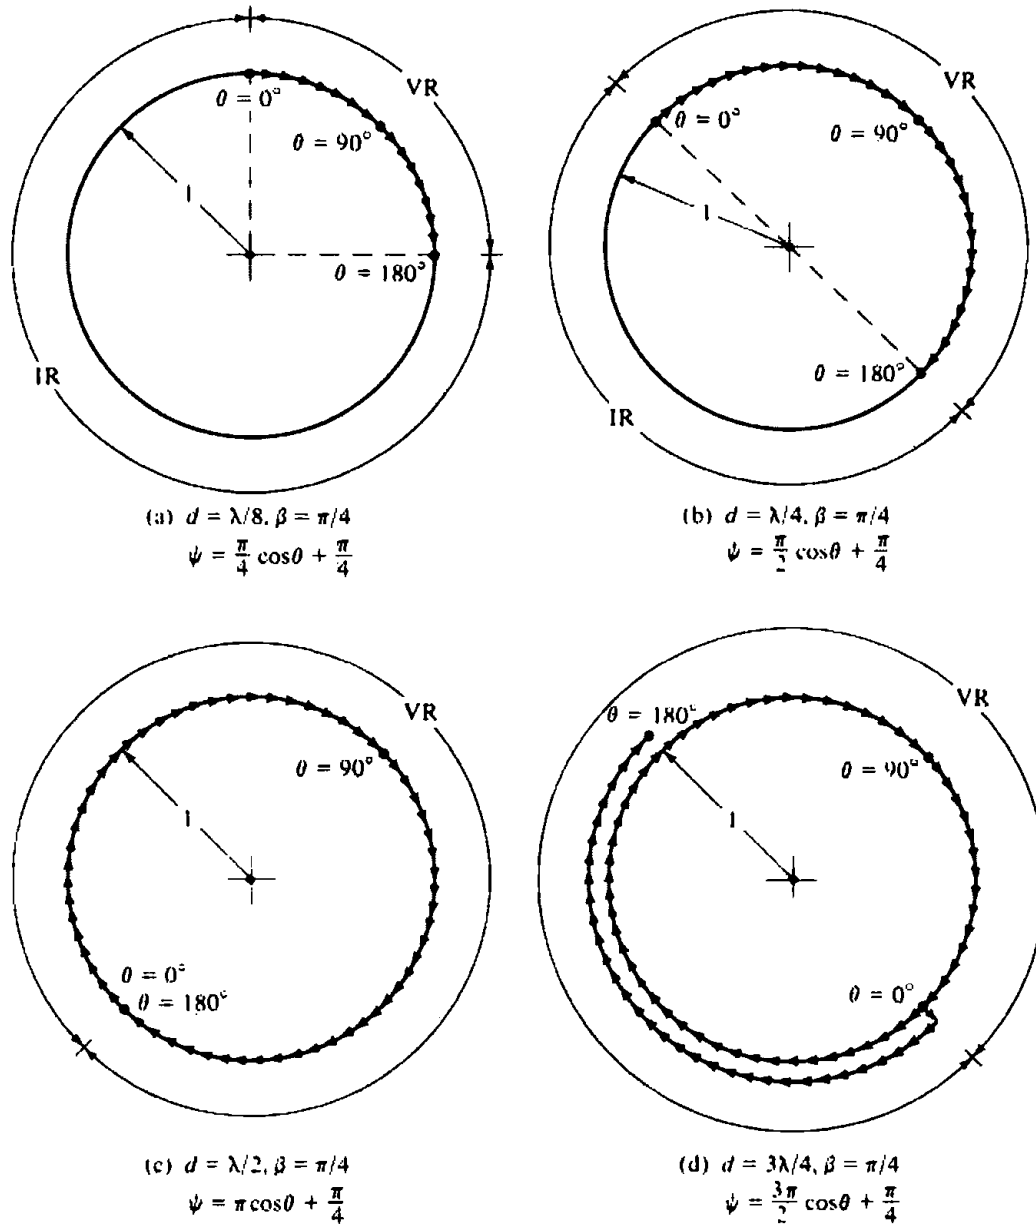 VR
θ = 0°
θ = 90°
1
θ = 180°
IR
(a) d = λ/8, β = π/4
ψ = π/4 cosθ + π/4
VR
θ = 0°
θ = 90°
1
θ = 180°
IR
(b) d = λ/4, β = π/4
ψ = π/2 cosθ + π/4
VR
θ = 90°
1
θ = 0°
θ = 180°
(c) d = λ/2, β = π/4
ψ = π cosθ + π/4
VR
θ = 180°
θ = 90°
1
θ = 0°
(d) d = 3λ/4, β = π/4
ψ = 3π/2 cosθ + π/4